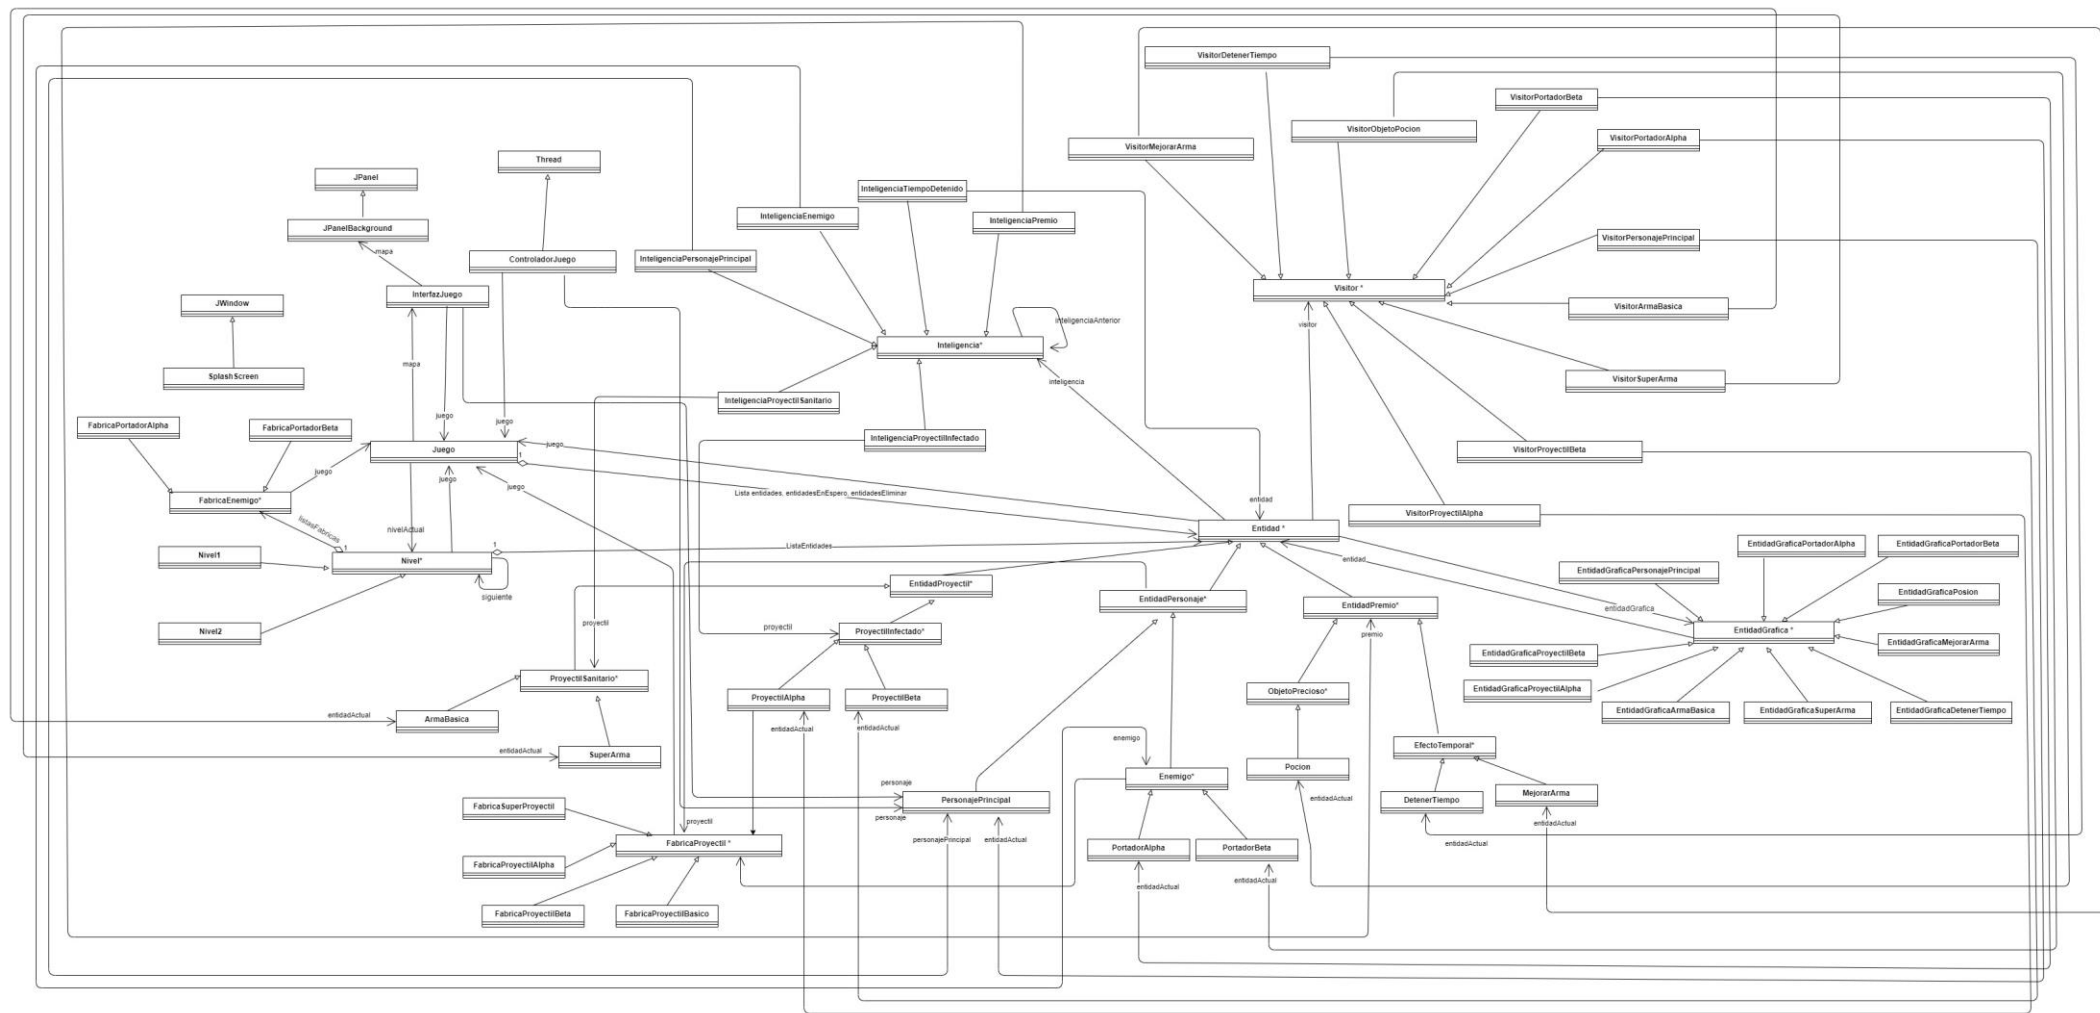 VisitorDetenerTiempo
VisitorPortadorBeta
VisitorObjetoPocion
VisitorPortadorAlpha
VisitorMejorarArma
Thread
JPanel
InteligenciaTiempoDetenido
InteligenciaEnemigo
InteligenciaPremio
JPanelBackground
VisitorPersonajePrincipal
mapa
ControladorJuego
InteligenciaPersonajePrincipal
Visitor *
InterfazJuego
JWindow
VisitorArmaBasica
inteligenciaAnterior
visitor
Inteligencia*
mapa
SplashScreen
inteligencia
VisitorSuperArma
InteligenciaProyectilSanitario
juego
juego
FabricaPortadorAlpha
FabricaPortadorBeta
InteligenciaProyectilInfectado
juego
Juego
1
VisitorProyectilBeta
juego
juego
juego
Lista entidades, entidadesEnEspero, entidadesEliminar
FabricaEnemigo*
entidad
VisitorProyectilAlpha
listasFabricas
nivelActual
Entidad *
1
1
ListaEntidades
Nivel1
Nivel*
EntidadGraficaPortadorAlpha
EntidadGraficaPortadorBeta
entidad
EntidadGraficaPersonajePrincipal
EntidadProyectil*
siguiente
EntidadPersonaje*
EntidadPremio*
entidadGrafica
EntidadGraficaPosion
proyectil
proyectil
Nivel2
ProyectilInfectado*
premio
EntidadGrafica *
EntidadGraficaMejorarArma
EntidadGraficaProyectilBeta
ProyectilSanitario*
ProyectilAlpha
ProyectilBeta
ObjetoPrecioso*
EntidadGraficaProyectilAlpha
EntidadGraficaArmaBasica
EntidadGraficaSuperArma
EntidadGraficaDetenerTiempo
entidadActual
ArmaBasica
entidadActual
entidadActual
enemigo
entidadActual
SuperArma
EfectoTemporal*
Pocion
Enemigo*
personaje
PersonajePrincipal
DetenerTiempo
MejorarArma
entidadActual
FabricaSuperProyectil
personaje
proyectil
entidadActual
personajePrincipal
entidadActual
FabricaProyectil *
PortadorAlpha
PortadorBeta
entidadActual
FabricaProyectilAlpha
entidadActual
entidadActual
FabricaProyectilBeta
FabricaProyectilBasico